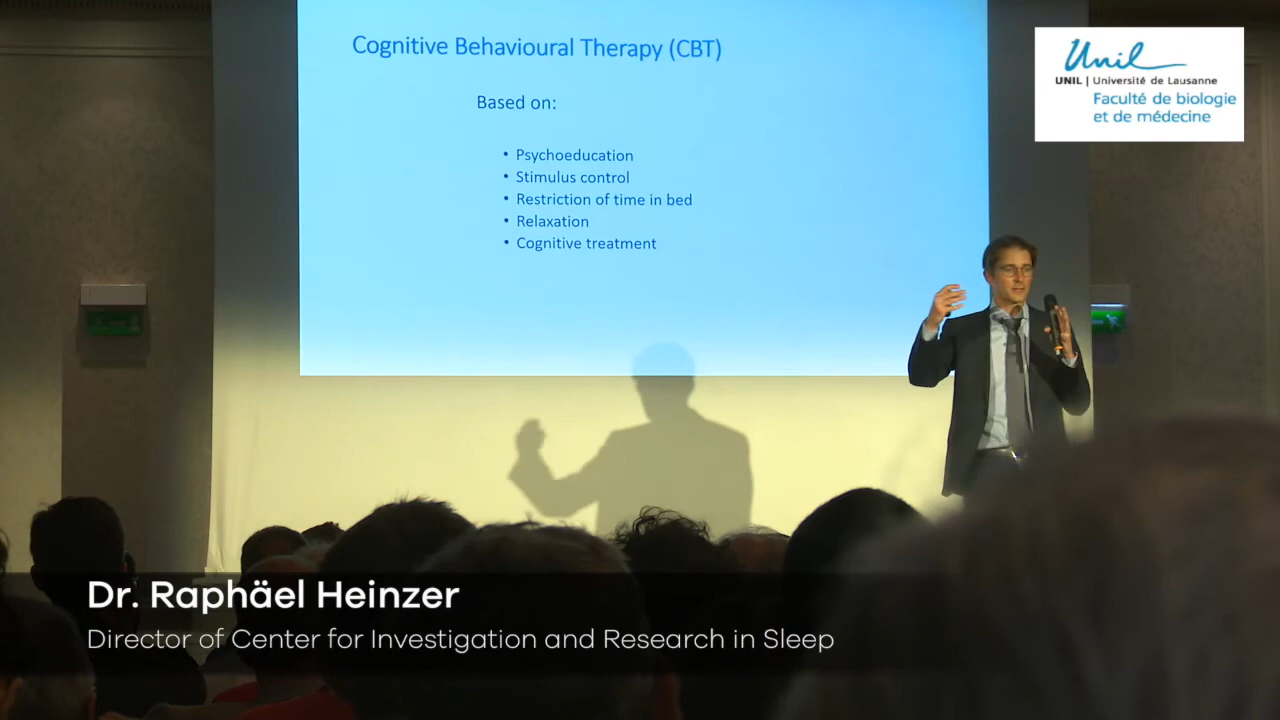 Cognitive Behavioural Therapy (CBT)
Based on:
• Psychoeducation
• Stimulus control
• Restriction of time in bed
• Relaxation
• Cognitive treatment
Unil
UNIL | Université de Lausanne
Faculté de biologie
et de médecine
Dr. Raphäel Heinzer
Director of Center for Investigation and Research in Sleep